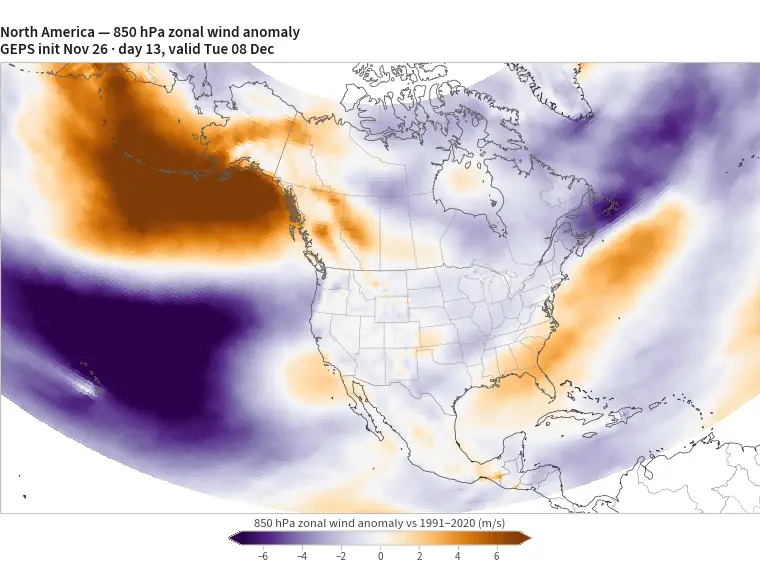 North America — 850 hPa zonal wind anomaly
GEPS init Nov 26 · day 13, valid Tue 08 Dec
850 hPa zonal wind anomaly vs 1991–2020 (m/s)
−6 −4 −2 0 2 4 6